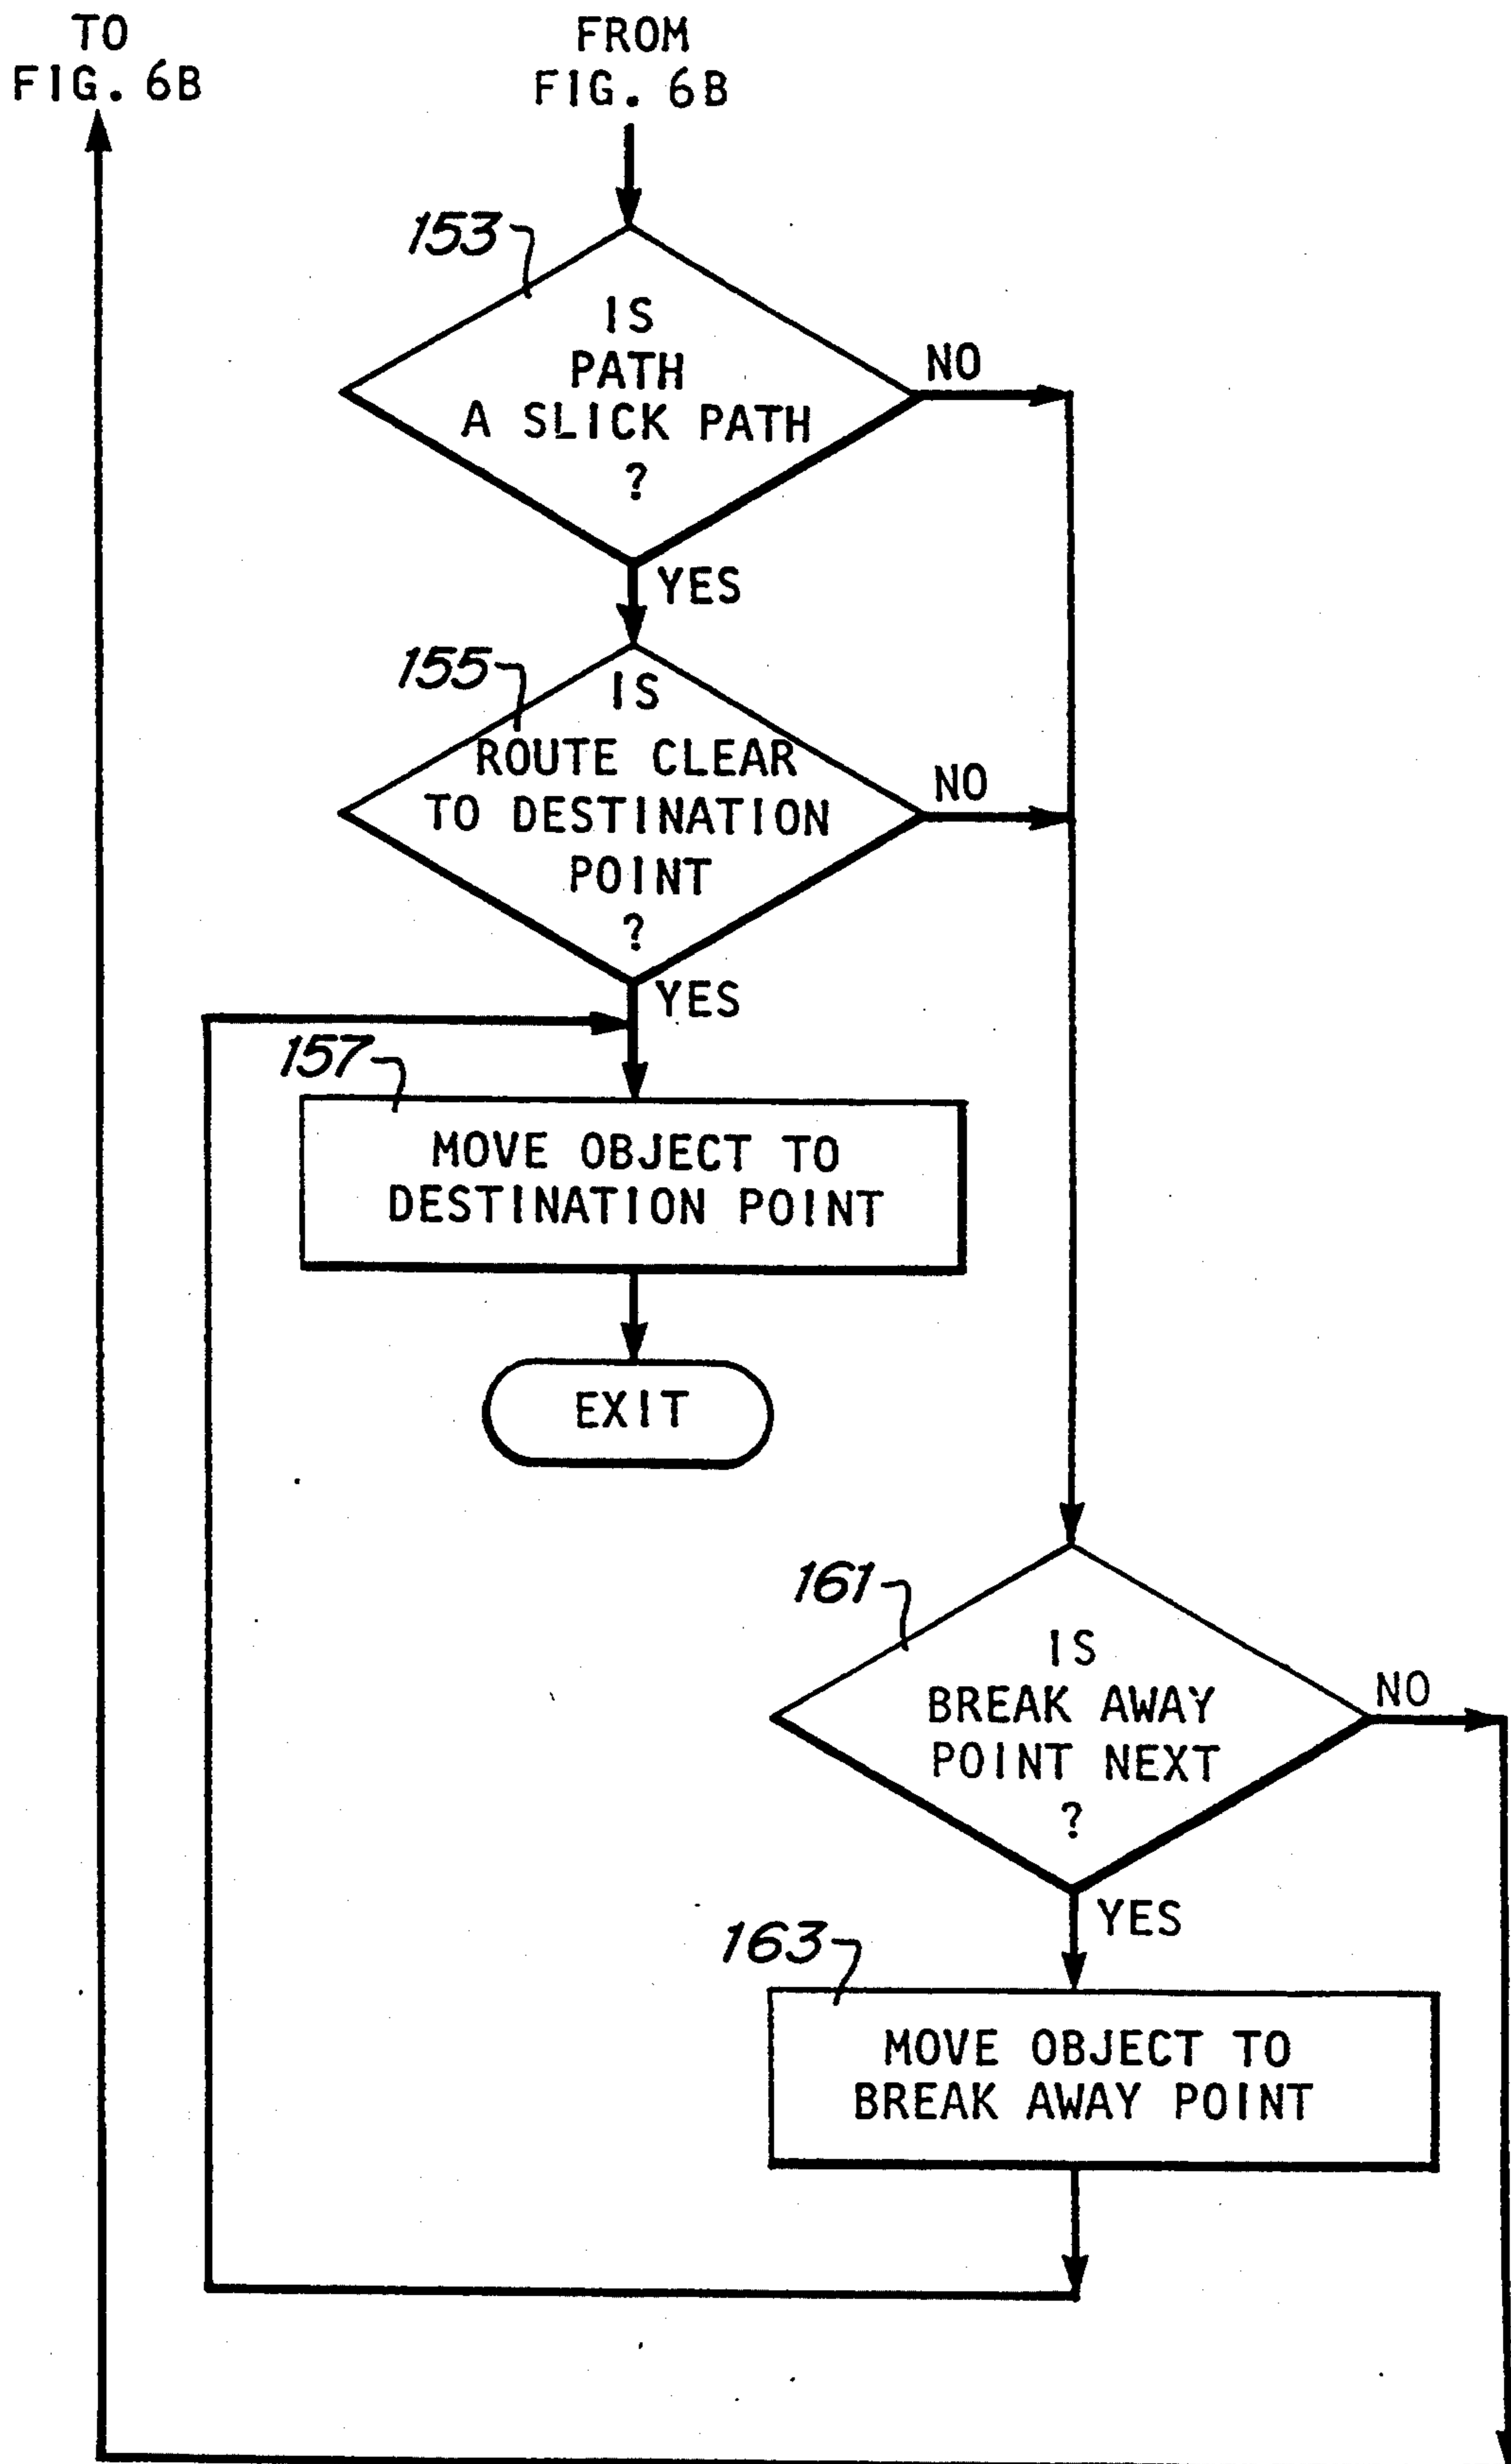 TO
FIG. 6B
FROM
FIG. 6B
153
IS
PATH
A SLICK PATH
?
NO
YES
155
IS
ROUTE CLEAR
TO DESTINATION
POINT
?
NO
YES
157
MOVE OBJECT TO
DESTINATION POINT
EXIT
161
IS
BREAK AWAY
POINT NEXT
?
NO
YES
163
MOVE OBJECT TO
BREAK AWAY POINT